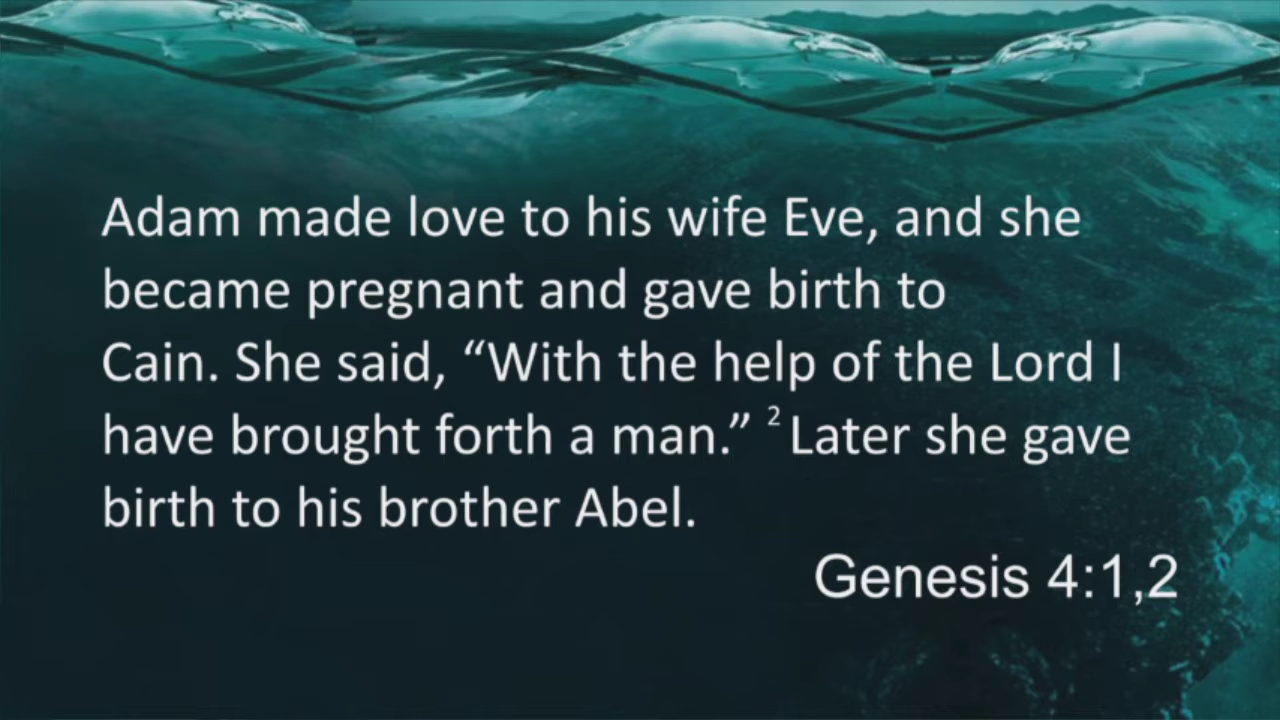 Adam made love to his wife Eve, and she
became pregnant and gave birth to
Cain. She said, “With the help of the Lord I
have brought forth a man.” ² Later she gave
birth to his brother Abel.
Genesis 4:1,2